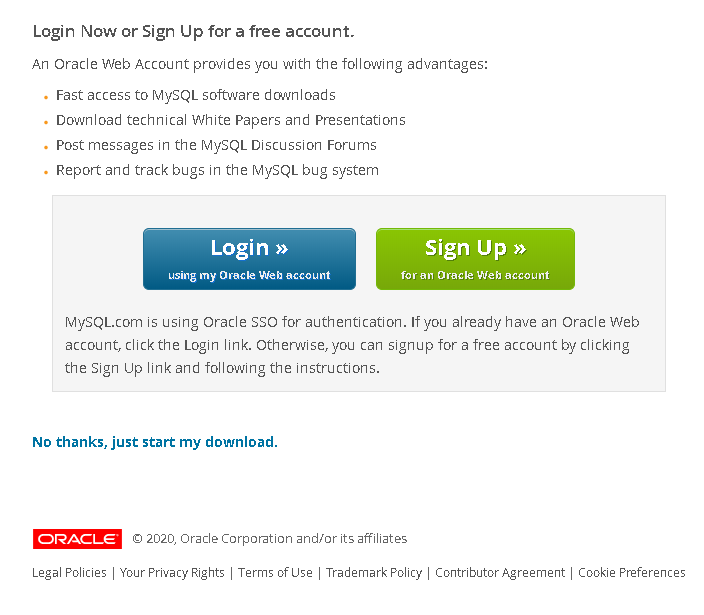 Login Now or Sign Up for a free account.
An Oracle Web Account provides you with the following advantages:
Fast access to MySQL software downloads
Download technical White Papers and Presentations
Post messages in the MySQL Discussion Forums
Report and track bugs in the MySQL bug system
Login »
using my Oracle Web account
Sign Up »
for an Oracle Web account
MySQL.com is using Oracle SSO for authentication. If you already have an Oracle Web
account, click the Login link. Otherwise, you can signup for a free account by clicking
the Sign Up link and following the instructions.
No thanks, just start my download.
ORACLE © 2020, Oracle Corporation and/or its affiliates
Legal Policies | Your Privacy Rights | Terms of Use | Trademark Policy | Contributor Agreement | Cookie Preferences